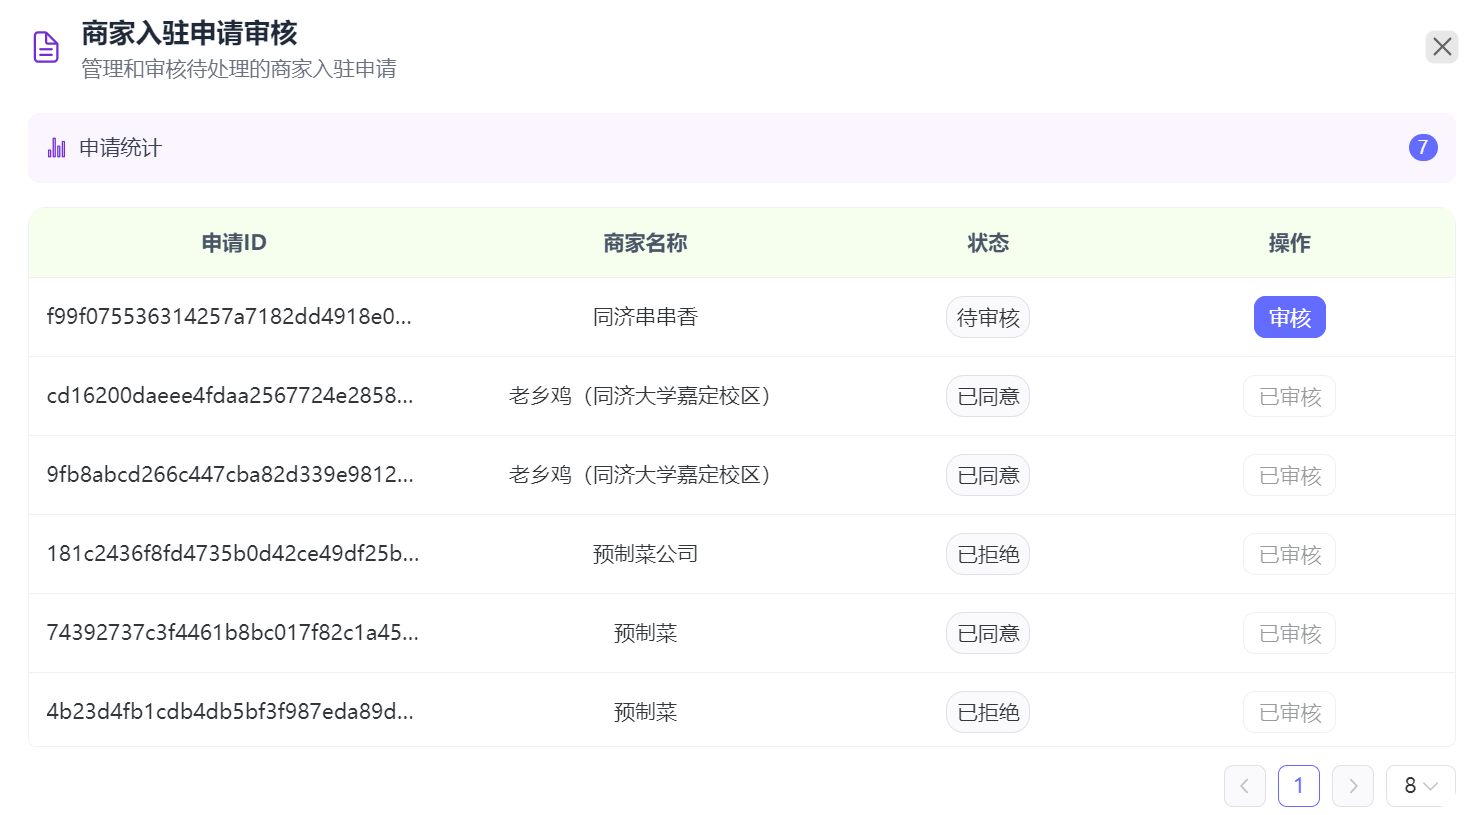 商家入驻申请审核
管理和审核待处理的商家入驻申请
申请统计 7
申请ID 商家名称 状态 操作
f99f075536314257a7182dd4918e0... 同济串串香 待审核 审核
cd16200daeee4fdaa2567724e2858... 老乡鸡（同济大学嘉定校区） 已同意 已审核
9fb8abcd266c447cba82d339e9812... 老乡鸡（同济大学嘉定校区） 已同意 已审核
181c2436f8fd4735b0d42ce49df25b... 预制菜公司 已拒绝 已审核
74392737c3f4461b8bc017f82c1a45... 预制菜 已同意 已审核
4b23d4fb1cdb4db5bf3f987eda89d... 预制菜 已拒绝 已审核
1 8